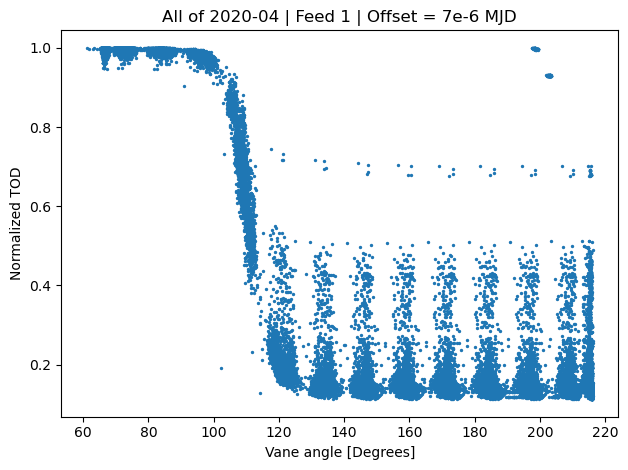 All of 2020-04 | Feed 1 | Offset = 7e-6 MJD
1.0
0.8
0.6
0.4
0.2
Normalized TOD
60 80 100 120 140 160 180 200 220
Vane angle [Degrees]